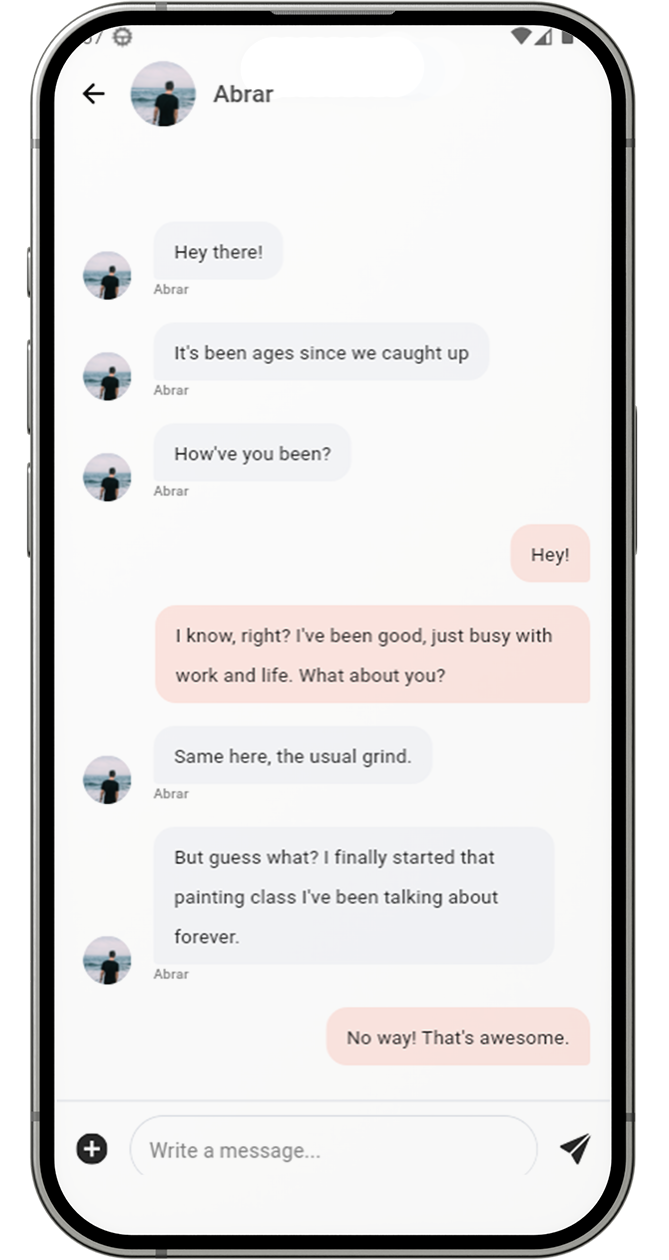 Abrar
Hey there!
Abrar
It's been ages since we caught up
Abrar
How've you been?
Abrar
Hey!
I know, right? I've been good, just busy with
work and life. What about you?
Same here, the usual grind.
Abrar
But guess what? I finally started that
painting class I've been talking about
forever.
Abrar
No way! That's awesome.
Write a message...